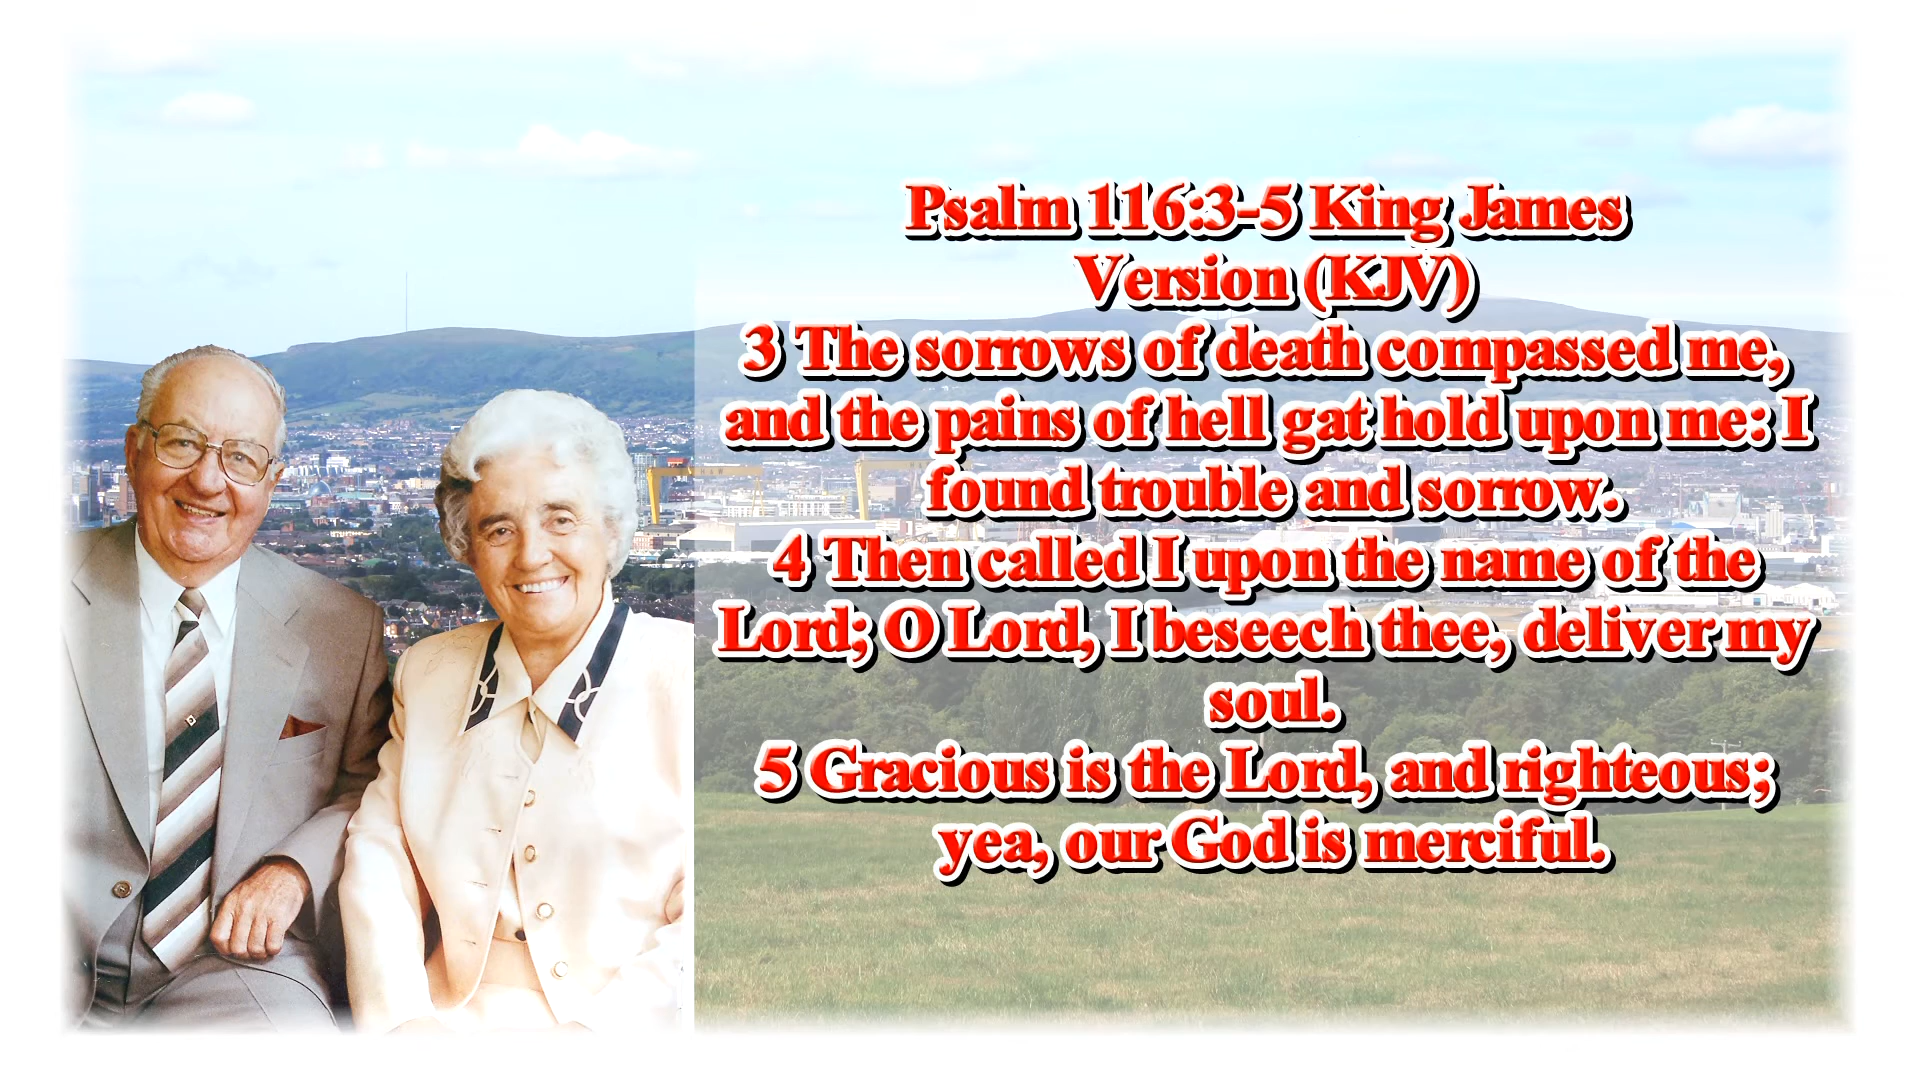 Psalm 116:3-5 King James
Version (KJV)
3 The sorrows of death compassed me,
and the pains of hell gat hold upon me: I
found trouble and sorrow.
4 Then called I upon the name of the
Lord; O Lord, I beseech thee, deliver my
soul.
5 Gracious is the Lord, and righteous;
yea, our God is merciful.